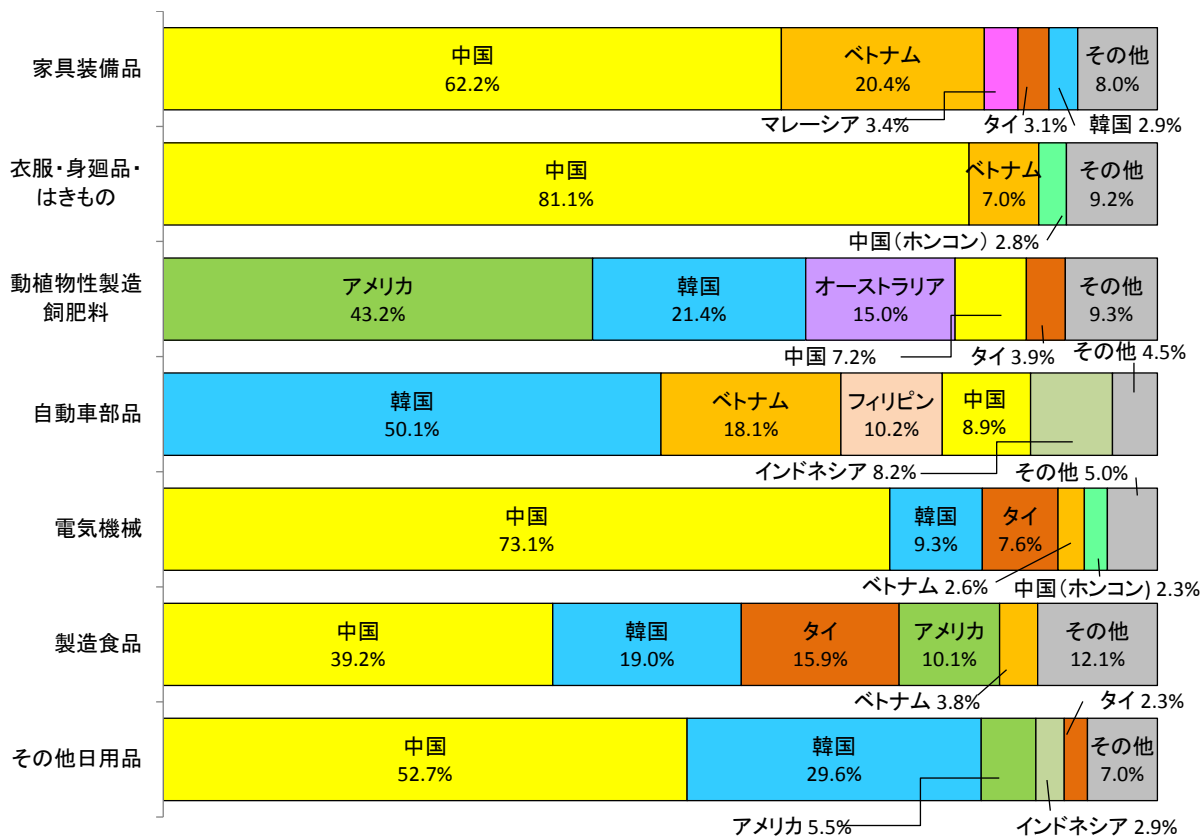 家具装備品
中国
62.2%
ベトナム
20.4%
その他
8.0%
マレーシア 3.4%
タイ 3.1%
韓国 2.9%
衣服・身廻品・
はきもの
中国
81.1%
ベトナム
7.0%
その他
9.2%
中国(ホンコン) 2.8%
動植物性製造
飼肥料
アメリカ
43.2%
韓国
21.4%
オーストラリア
15.0%
その他
9.3%
中国 7.2%
タイ 3.9%
その他 4.5%
自動車部品
韓国
50.1%
ベトナム
18.1%
フィリピン
10.2%
中国
8.9%
インドネシア 8.2%
その他 5.0%
電気機械
中国
73.1%
韓国
9.3%
タイ
7.6%
ベトナム 2.6%
中国(ホンコン) 2.3%
製造食品
中国
39.2%
韓国
19.0%
タイ
15.9%
アメリカ
10.1%
その他
12.1%
ベトナム 3.8%
タイ 2.3%
その他日用品
中国
52.7%
韓国
29.6%
その他
7.0%
アメリカ 5.5%
インドネシア 2.9%